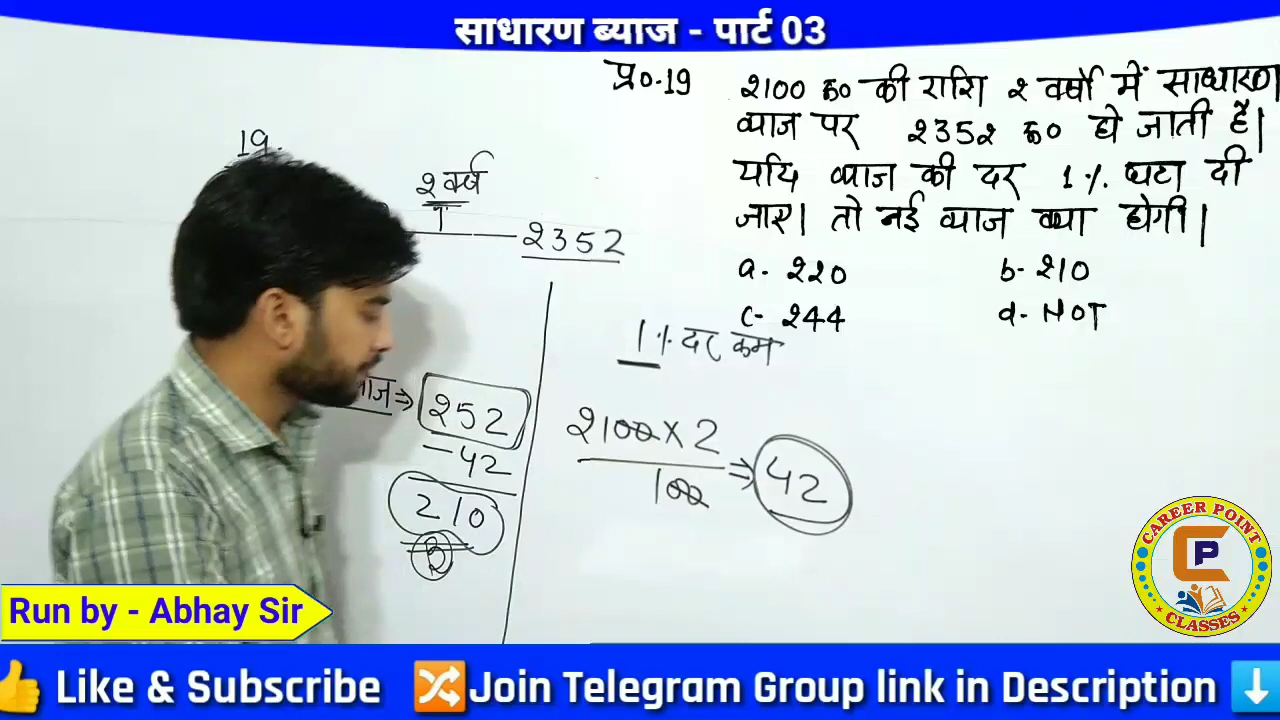 साधारण ब्याज - पार्ट 03
प्र०.19 2100 रू० की राशि 2 वर्षो में साधारण
ब्याज पर 2352 रू० हो जाती है।
यदि ब्याज की दर 1% घटा दी
जाए। तो नई ब्याज क्या होगी।
a. 220
b- 210
c- 244
d- NOT
19.
2 वर्ष
T
2352
1% दर कम
⇒ 252
- 42
210
B
2100 x 2
100
⇒ 42
CAREER POINT
CP
CLASSES
Run by - Abhay Sir
Like & Subscribe
Join Telegram Group link in Description